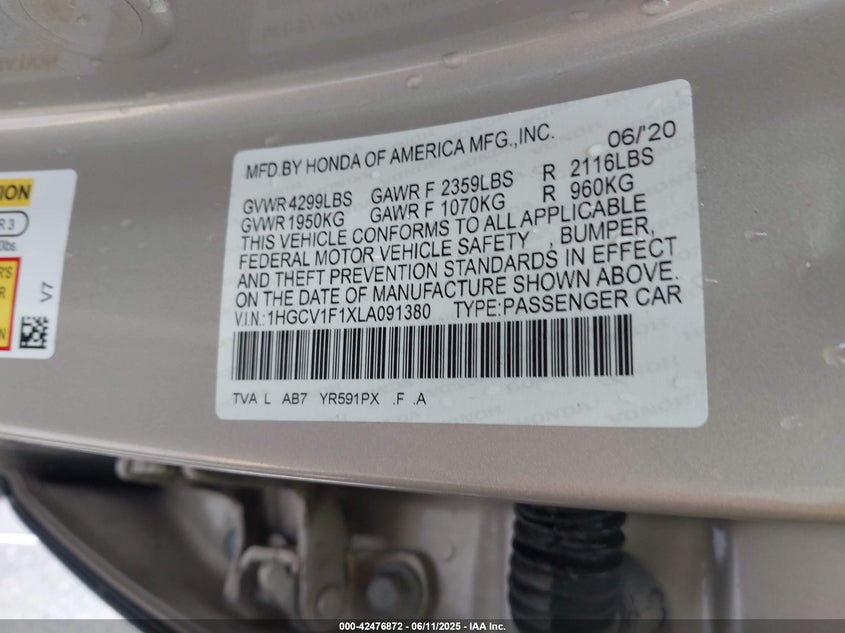 MFD.BY HONDA OF AMERICA MFG.,INC. 06/'20
GVWR 4299LBS GAWR F 2359LBS R 2116LBS
GVWR 1950KG GAWR F 1070KG R 960KG
THIS VEHICLE CONFORMS TO ALL APPLICABLE
FEDERAL MOTOR VEHICLE SAFETY , BUMPER,
AND THEFT PREVENTION STANDARDS IN EFFECT
ON THE DATE OF MANUFACTURE SHOWN ABOVE.
V.I.N.:1HGCV1F1XLA091380 TYPE:PASSENGER CAR
TVA L AB7 YR591PX .F .A
R 3
lbs.
V7
000-42476872 - 06/11/2025 - IAA Inc.